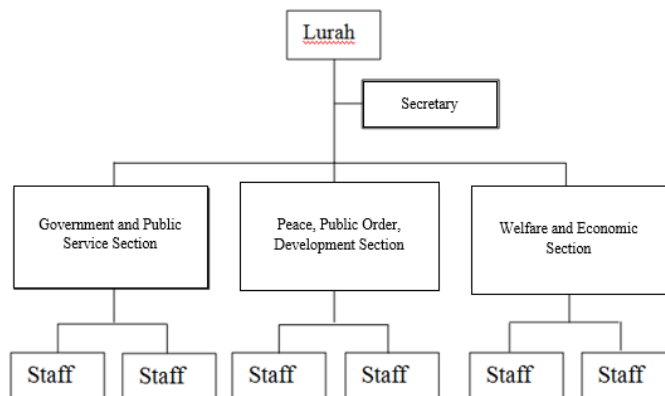 Lurah
Secretary
Government and Public
Service Section
Peace, Public Order,
Development Section
Welfare and Economic
Section
Staff
Staff
Staff
Staff
Staff
Staff